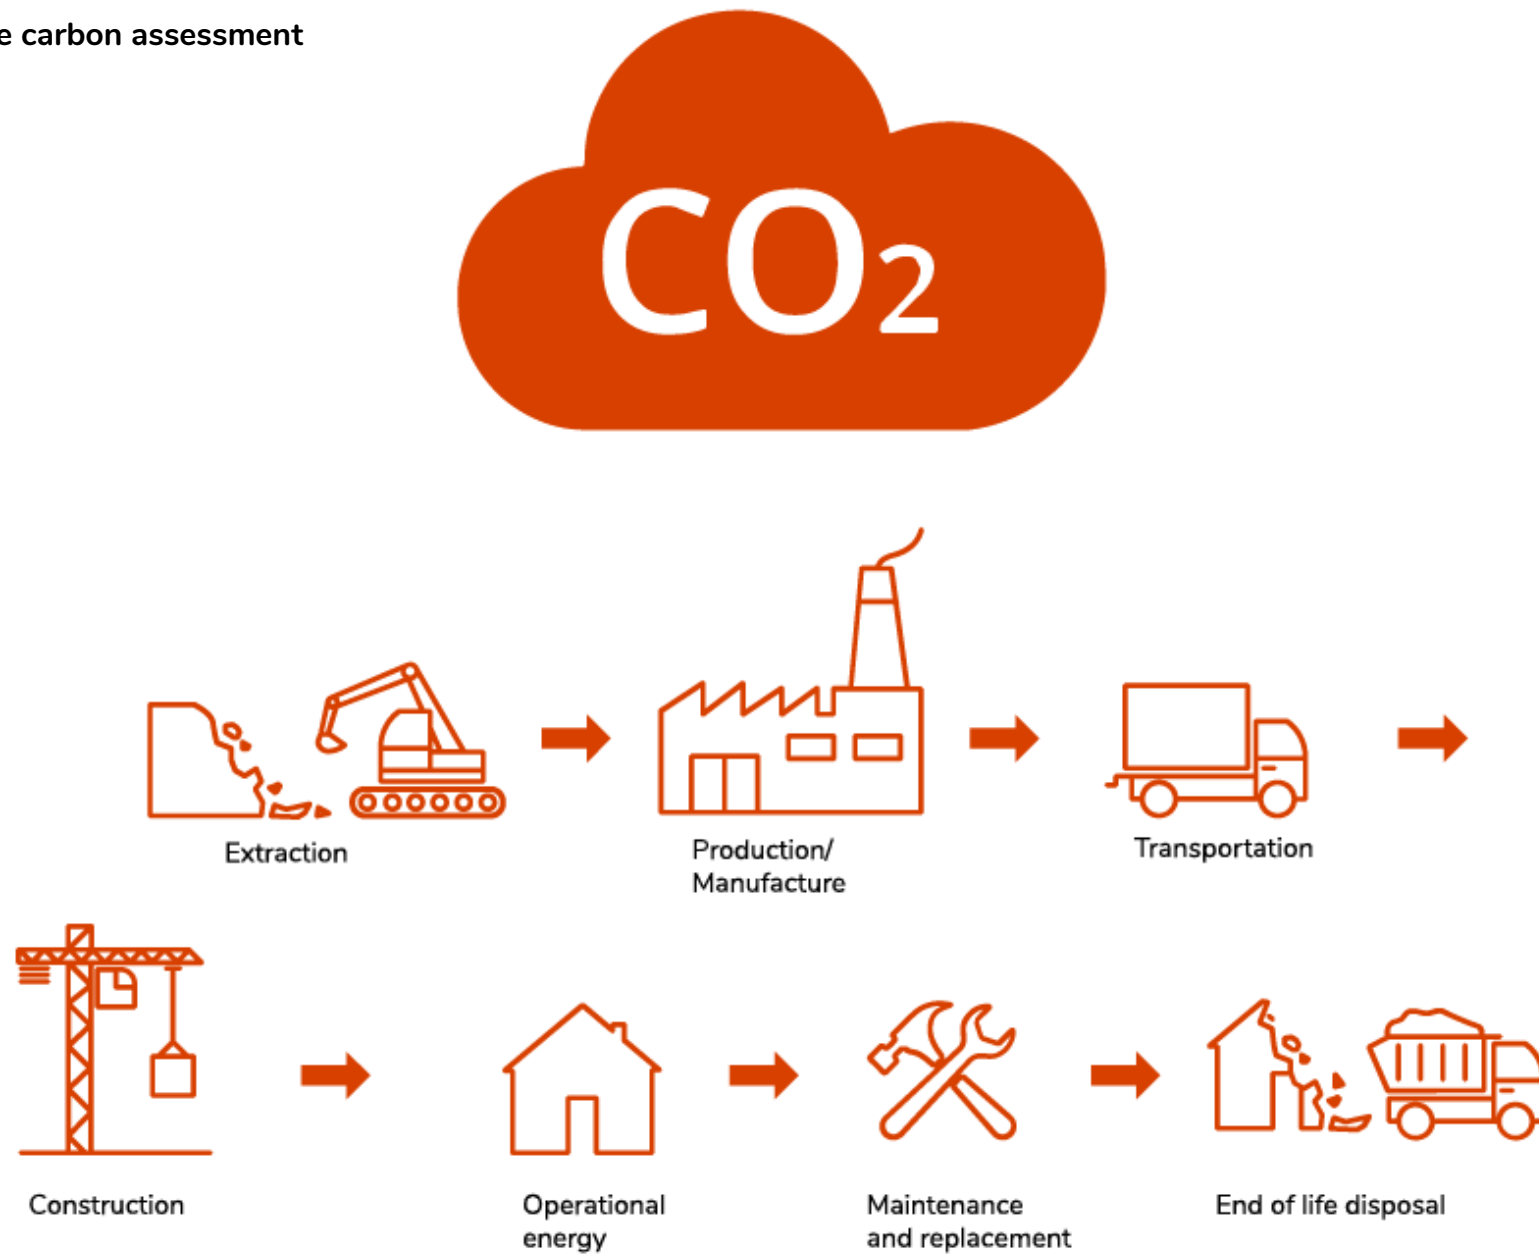 e carbon assessment
CO2
Extraction
Production/
Manufacture
Transportation
Construction
Operational
energy
Maintenance
and replacement
End of life disposal